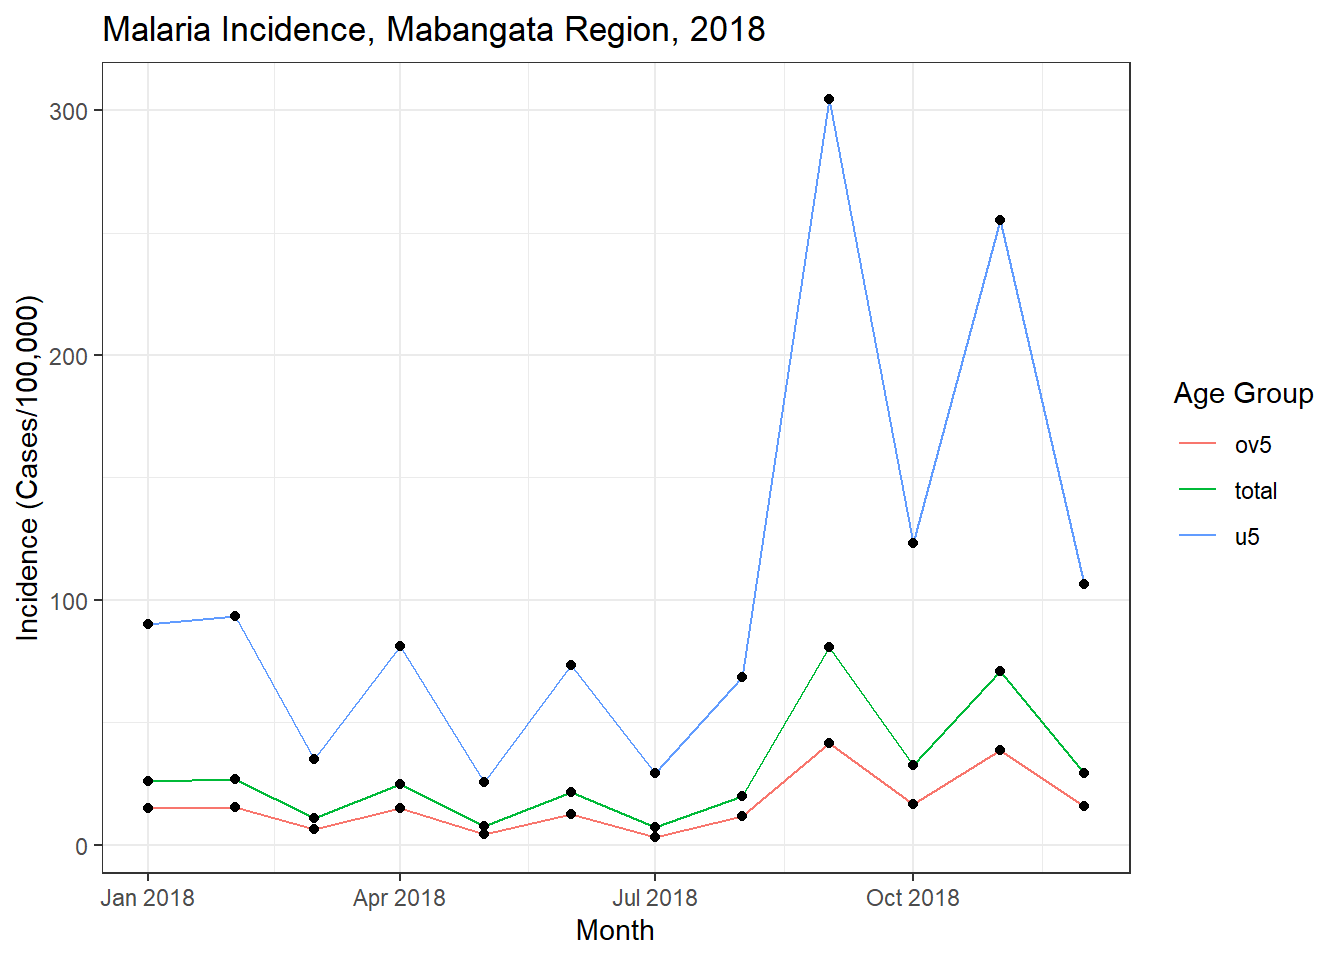 Malaria Incidence, Mabangata Region, 2018
Incidence (Cases/100,000)
300
200
100
0
Jan 2018
Apr 2018
Jul 2018
Oct 2018
Month
Age Group
ov5
total
u5